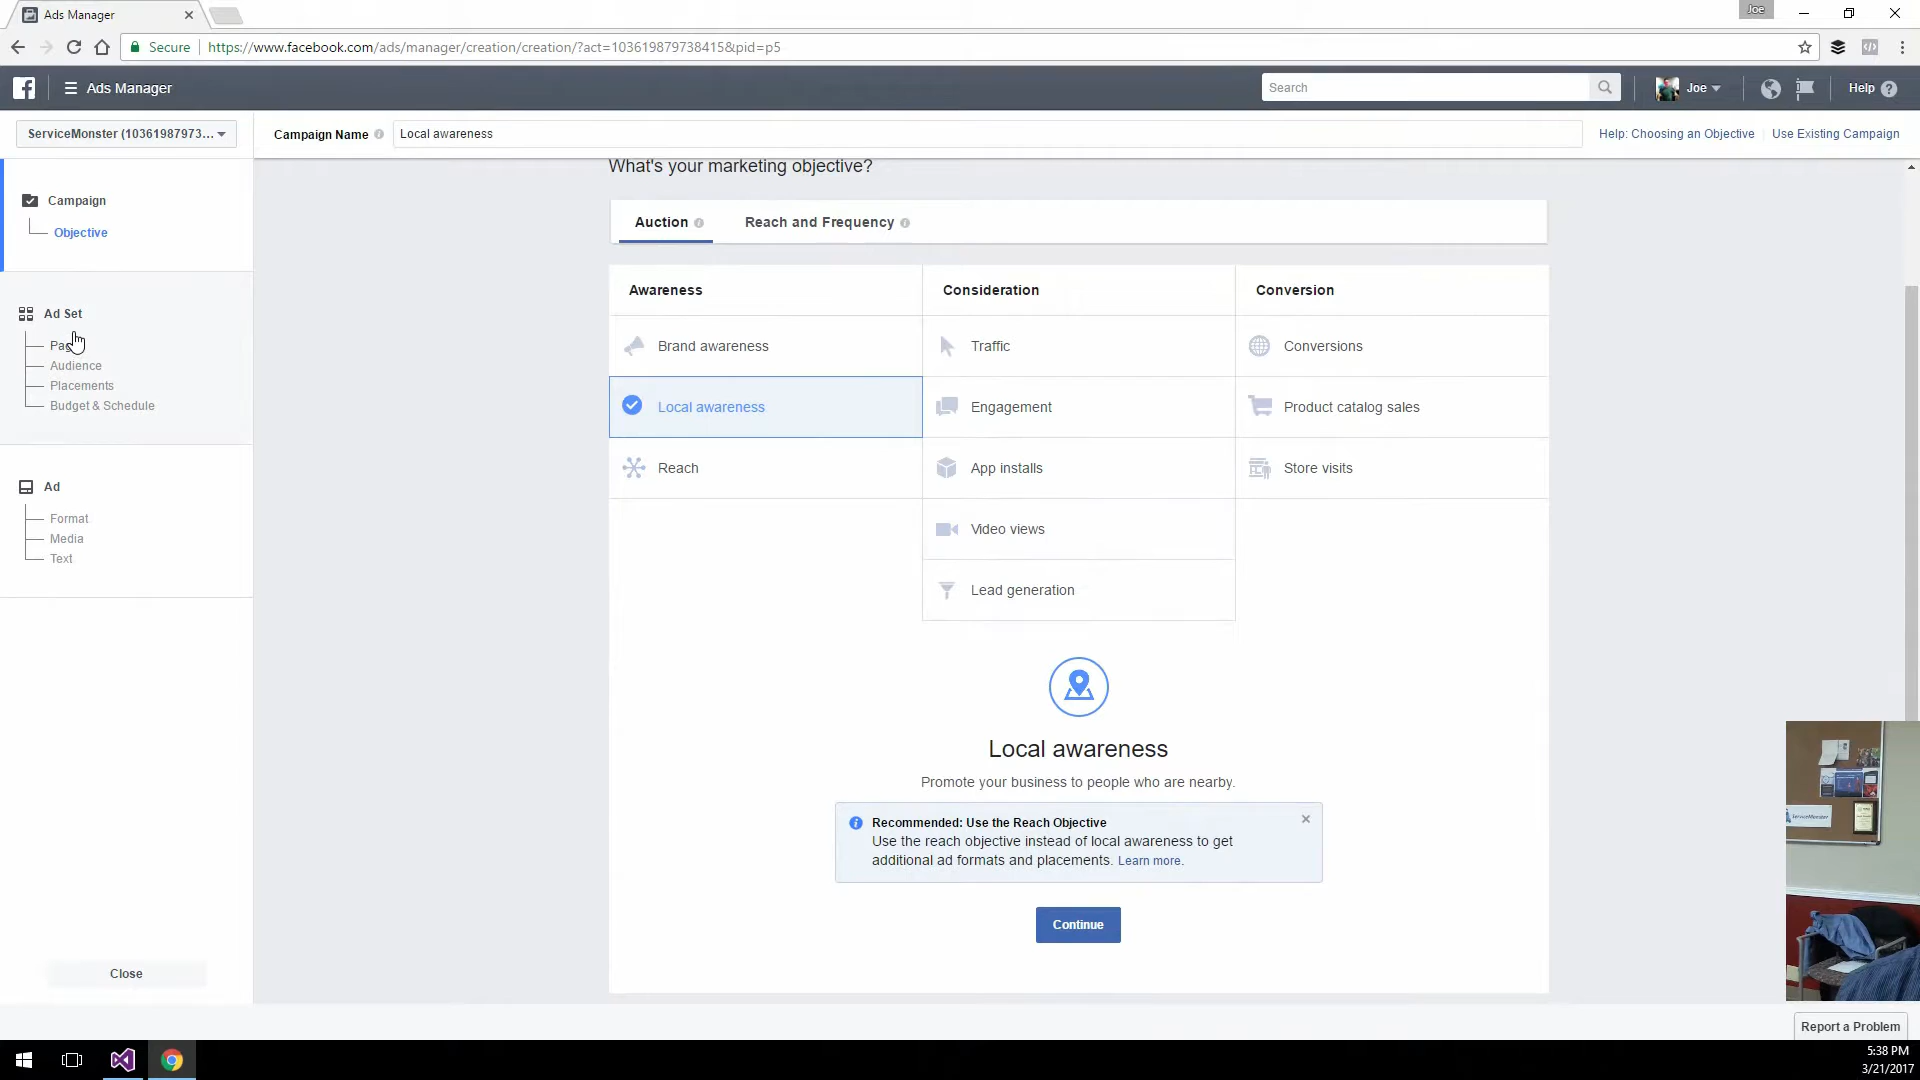 Ads Manager
Joe
Secure
https://www.facebook.com/ads/manager/creation/creation/?act=103619879738415&pid=p5
Ads Manager
Search
Joe
Help
ServiceMonster (10361987973...
Campaign Name
Local awareness
Help: Choosing an Objective
Use Existing Campaign
Campaign
Objective
Ad Set
Audience
Placements
Budget & Schedule
Ad
Format
Media
Text
Close
What's your marketing objective?
Auction
Reach and Frequency
Awareness
Consideration
Conversion
Brand awareness
Traffic
Conversions
Local awareness
Engagement
Product catalog sales
Reach
App installs
Store visits
Video views
Lead generation
Local awareness
Promote your business to people who are nearby.
Recommended: Use the Reach Objective
Use the reach objective instead of local awareness to get
additional ad formats and placements. Learn more.
Continue
ServiceMonster
Report a Problem
5:38 PM
3/21/2017